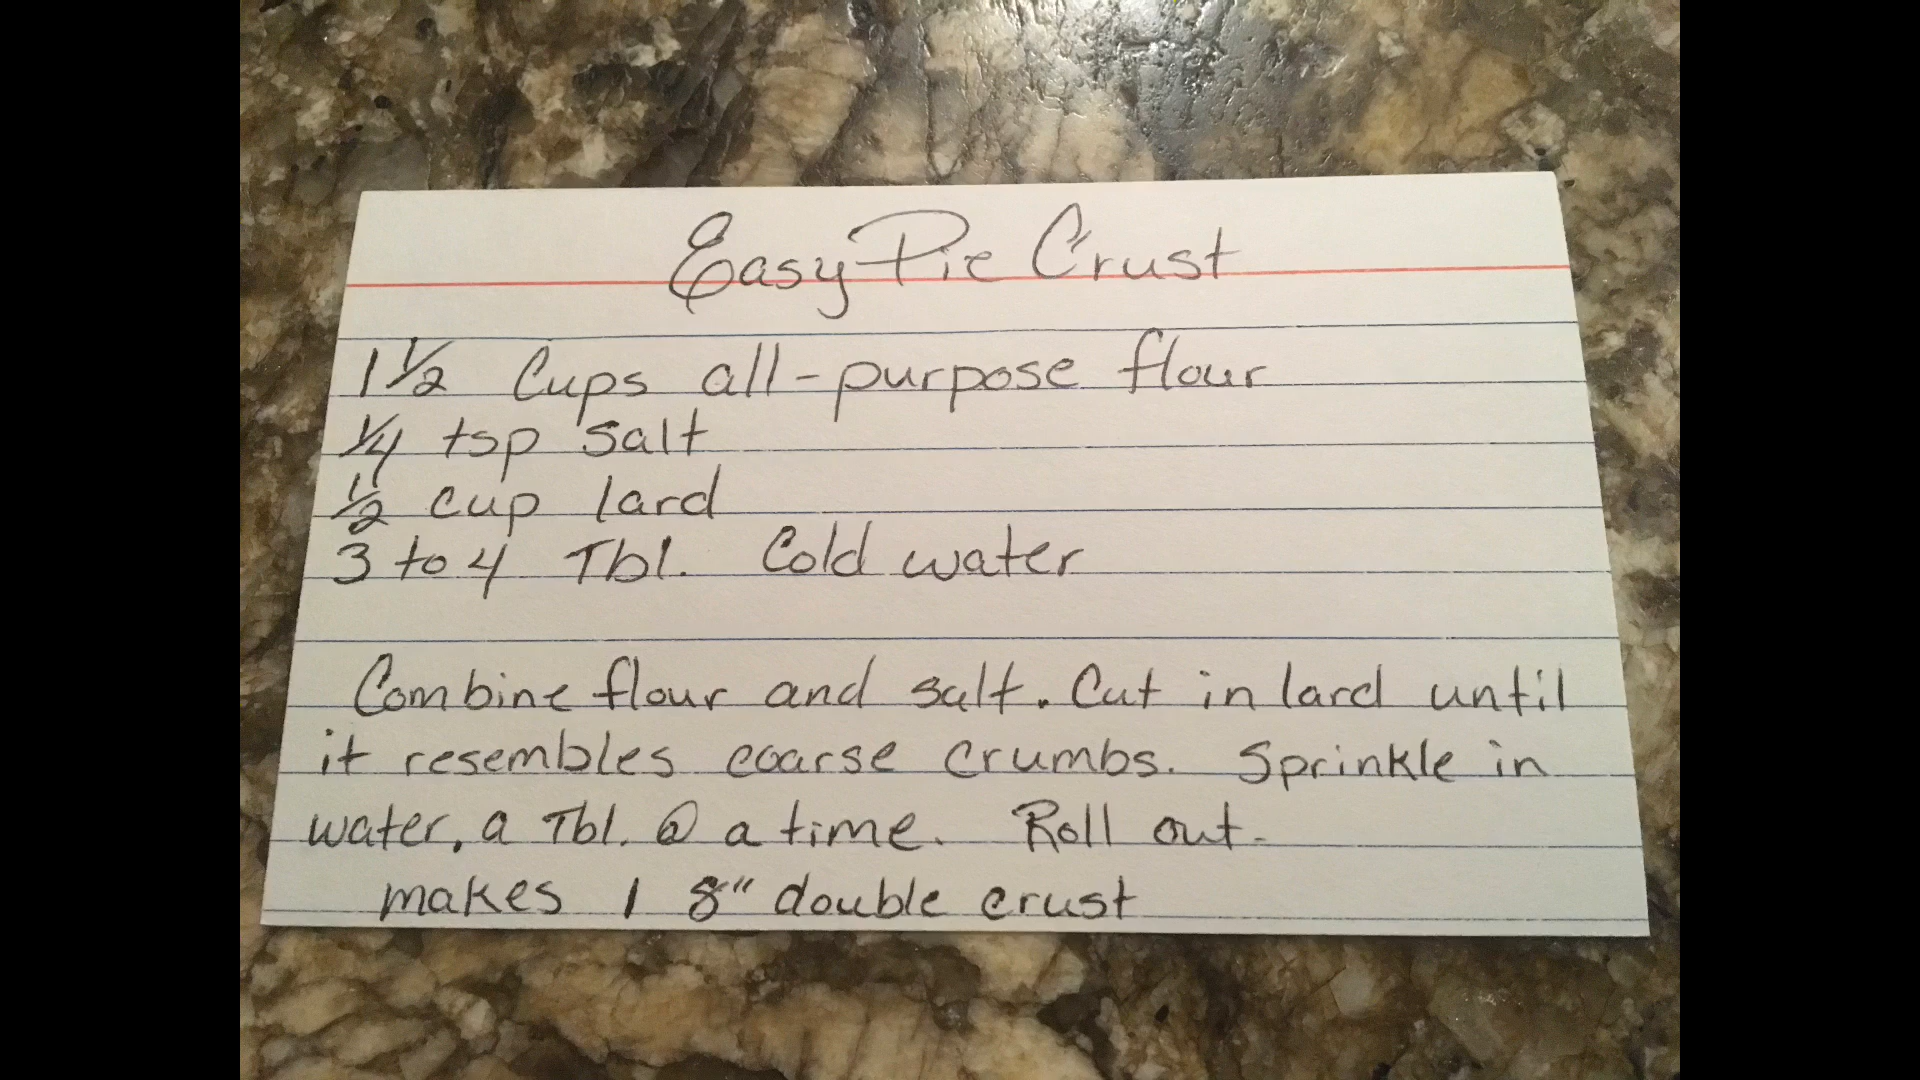 Easy Pie Crust
1 1/2 Cups all-purpose flour
1/4 tsp salt
1/2 cup lard
3 to 4 Tbl. Cold water
Combine flour and salt. Cut in lard until
it resembles coarse crumbs. Sprinkle in
water, a Tbl. @ a time. Roll out.
makes 1 8" double crust